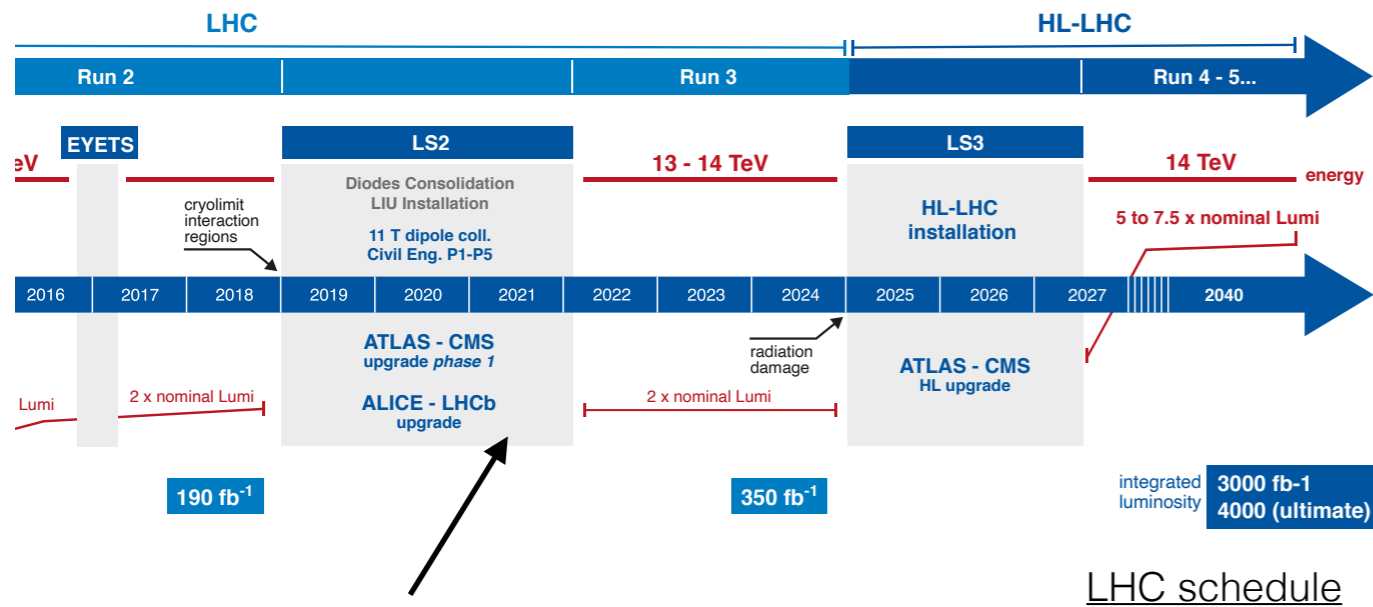 LHC
HL-LHC
Run 2
Run 3
Run 4 - 5...
EYETS
LS2
LS3
eV
13 - 14 TeV
14 TeV
energy
Diodes Consolidation
LIU Installation
11 T dipole coll.
Civil Eng. P1-P5
cryolimit
interaction
regions
HL-LHC
installation
5 to 7.5 x nominal Lumi
2016
2017
2018
2019
2020
2021
2022
2023
2024
2025
2026
2027
2040
ATLAS - CMS
upgrade phase 1
ALICE - LHCb
upgrade
radiation
damage
ATLAS - CMS
HL upgrade
Lumi
2 x nominal Lumi
2 x nominal Lumi
190 fb-1
350 fb-1
integrated
luminosity
3000 fb-1
4000 (ultimate)
LHC schedule